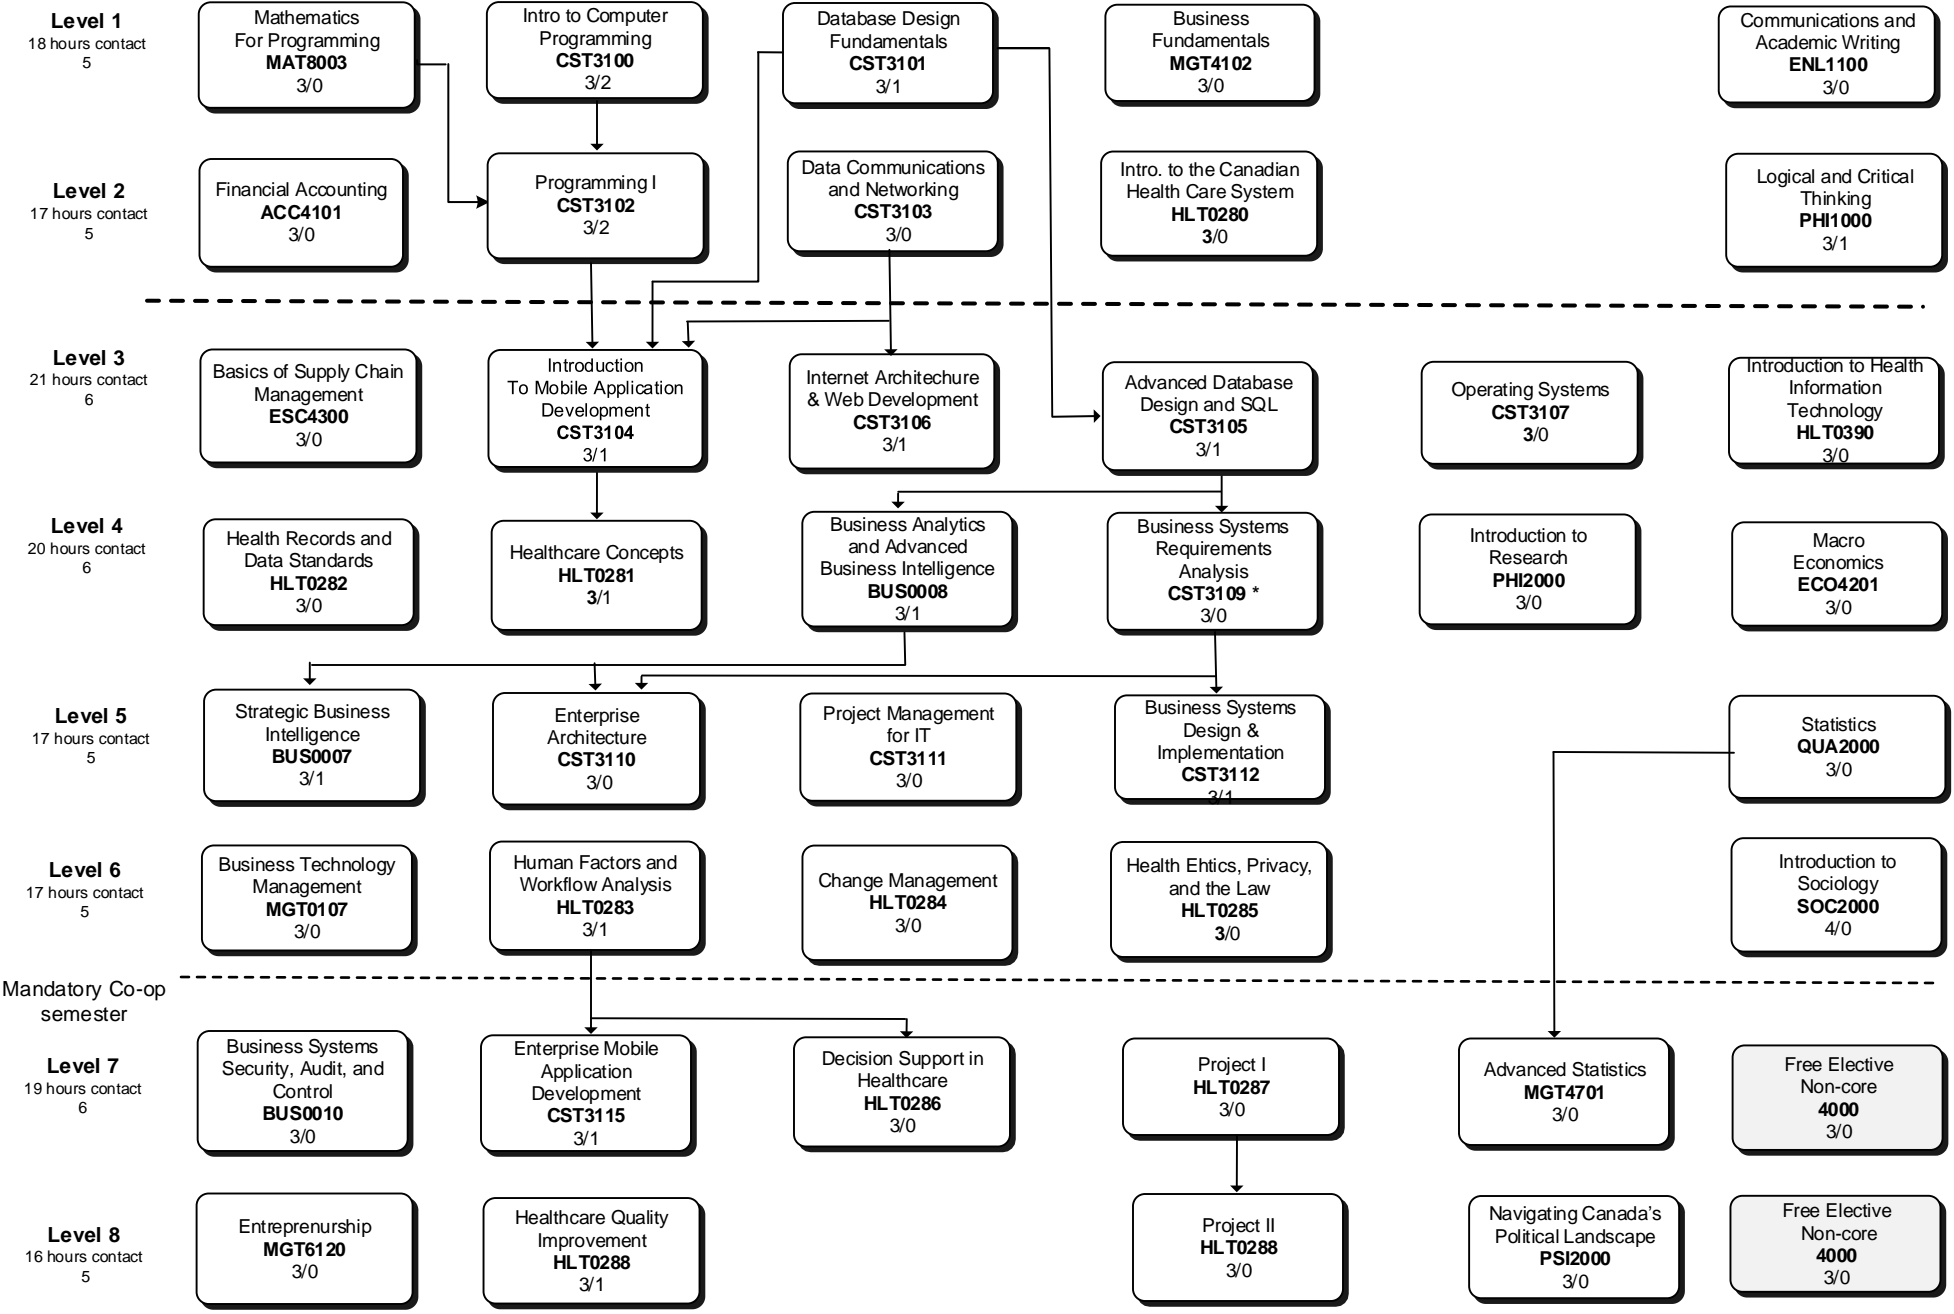 Level 1
18 hours contact
5
Mathematics
For Programming
MAT8003
3/0
Intro to Computer
Programming
CST3100
3/2
Database Design
Fundamentals
CST3101
3/1
Business
Fundamentals
MGT4102
3/0
Communications and
Academic Writing
ENL1100
3/0
Level 2
17 hours contact
5
Financial Accounting
ACC4101
3/0
Programming I
CST3102
3/2
Data Communications
and Networking
CST3103
3/0
Intro. to the Canadian
Health Care System
HLT0280
3/0
Logical and Critical
Thinking
PHI1000
3/1
Level 3
21 hours contact
6
Basics of Supply Chain
Management
ESC4300
3/0
Introduction
To Mobile Application
Development
CST3104
3/1
Internet Architechure
& Web Development
CST3106
3/1
Advanced Database
Design and SQL
CST3105
3/1
Operating Systems
CST3107
3/0
Introduction to Health
Information
Technology
HLT0390
3/0
Level 4
20 hours contact
6
Health Records and
Data Standards
HLT0282
3/0
Healthcare Concepts
HLT0281
3/1
Business Analytics
and Advanced
Business Intelligence
BUS0008
3/1
Business Systems
Requirements
Analysis
CST3109 *
3/0
Introduction to
Research
PHI2000
3/0
Macro
Economics
ECO4201
3/0
Level 5
17 hours contact
5
Strategic Business
Intelligence
BUS0007
3/1
Enterprise
Architecture
CST3110
3/0
Project Management
for IT
CST3111
3/0
Business Systems
Design &
Implementation
CST3112
3/1
Statistics
QUA2000
3/0
Level 6
17 hours contact
5
Business Technology
Management
MGT0107
3/0
Human Factors and
Workflow Analysis
HLT0283
3/1
Change Management
HLT0284
3/0
Health Ehtics, Privacy,
and the Law
HLT0285
3/0
Introduction to
Sociology
SOC2000
4/0
Mandatory Co-op
semester
Level 7
19 hours contact
6
Business Systems
Security, Audit, and
Control
BUS0010
3/0
Enterprise Mobile
Application
Development
CST3115
3/1
Decision Support in
Healthcare
HLT0286
3/0
Project I
HLT0287
3/0
Advanced Statistics
MGT4701
3/0
Free Elective
Non-core
4000
3/0
Level 8
16 hours contact
5
Entreprenurship
MGT6120
3/0
Healthcare Quality
Improvement
HLT0288
3/1
Project II
HLT0288
3/0
Navigating Canada's
Political Landscape
PSI2000
3/0
Free Elective
Non-core
4000
3/0